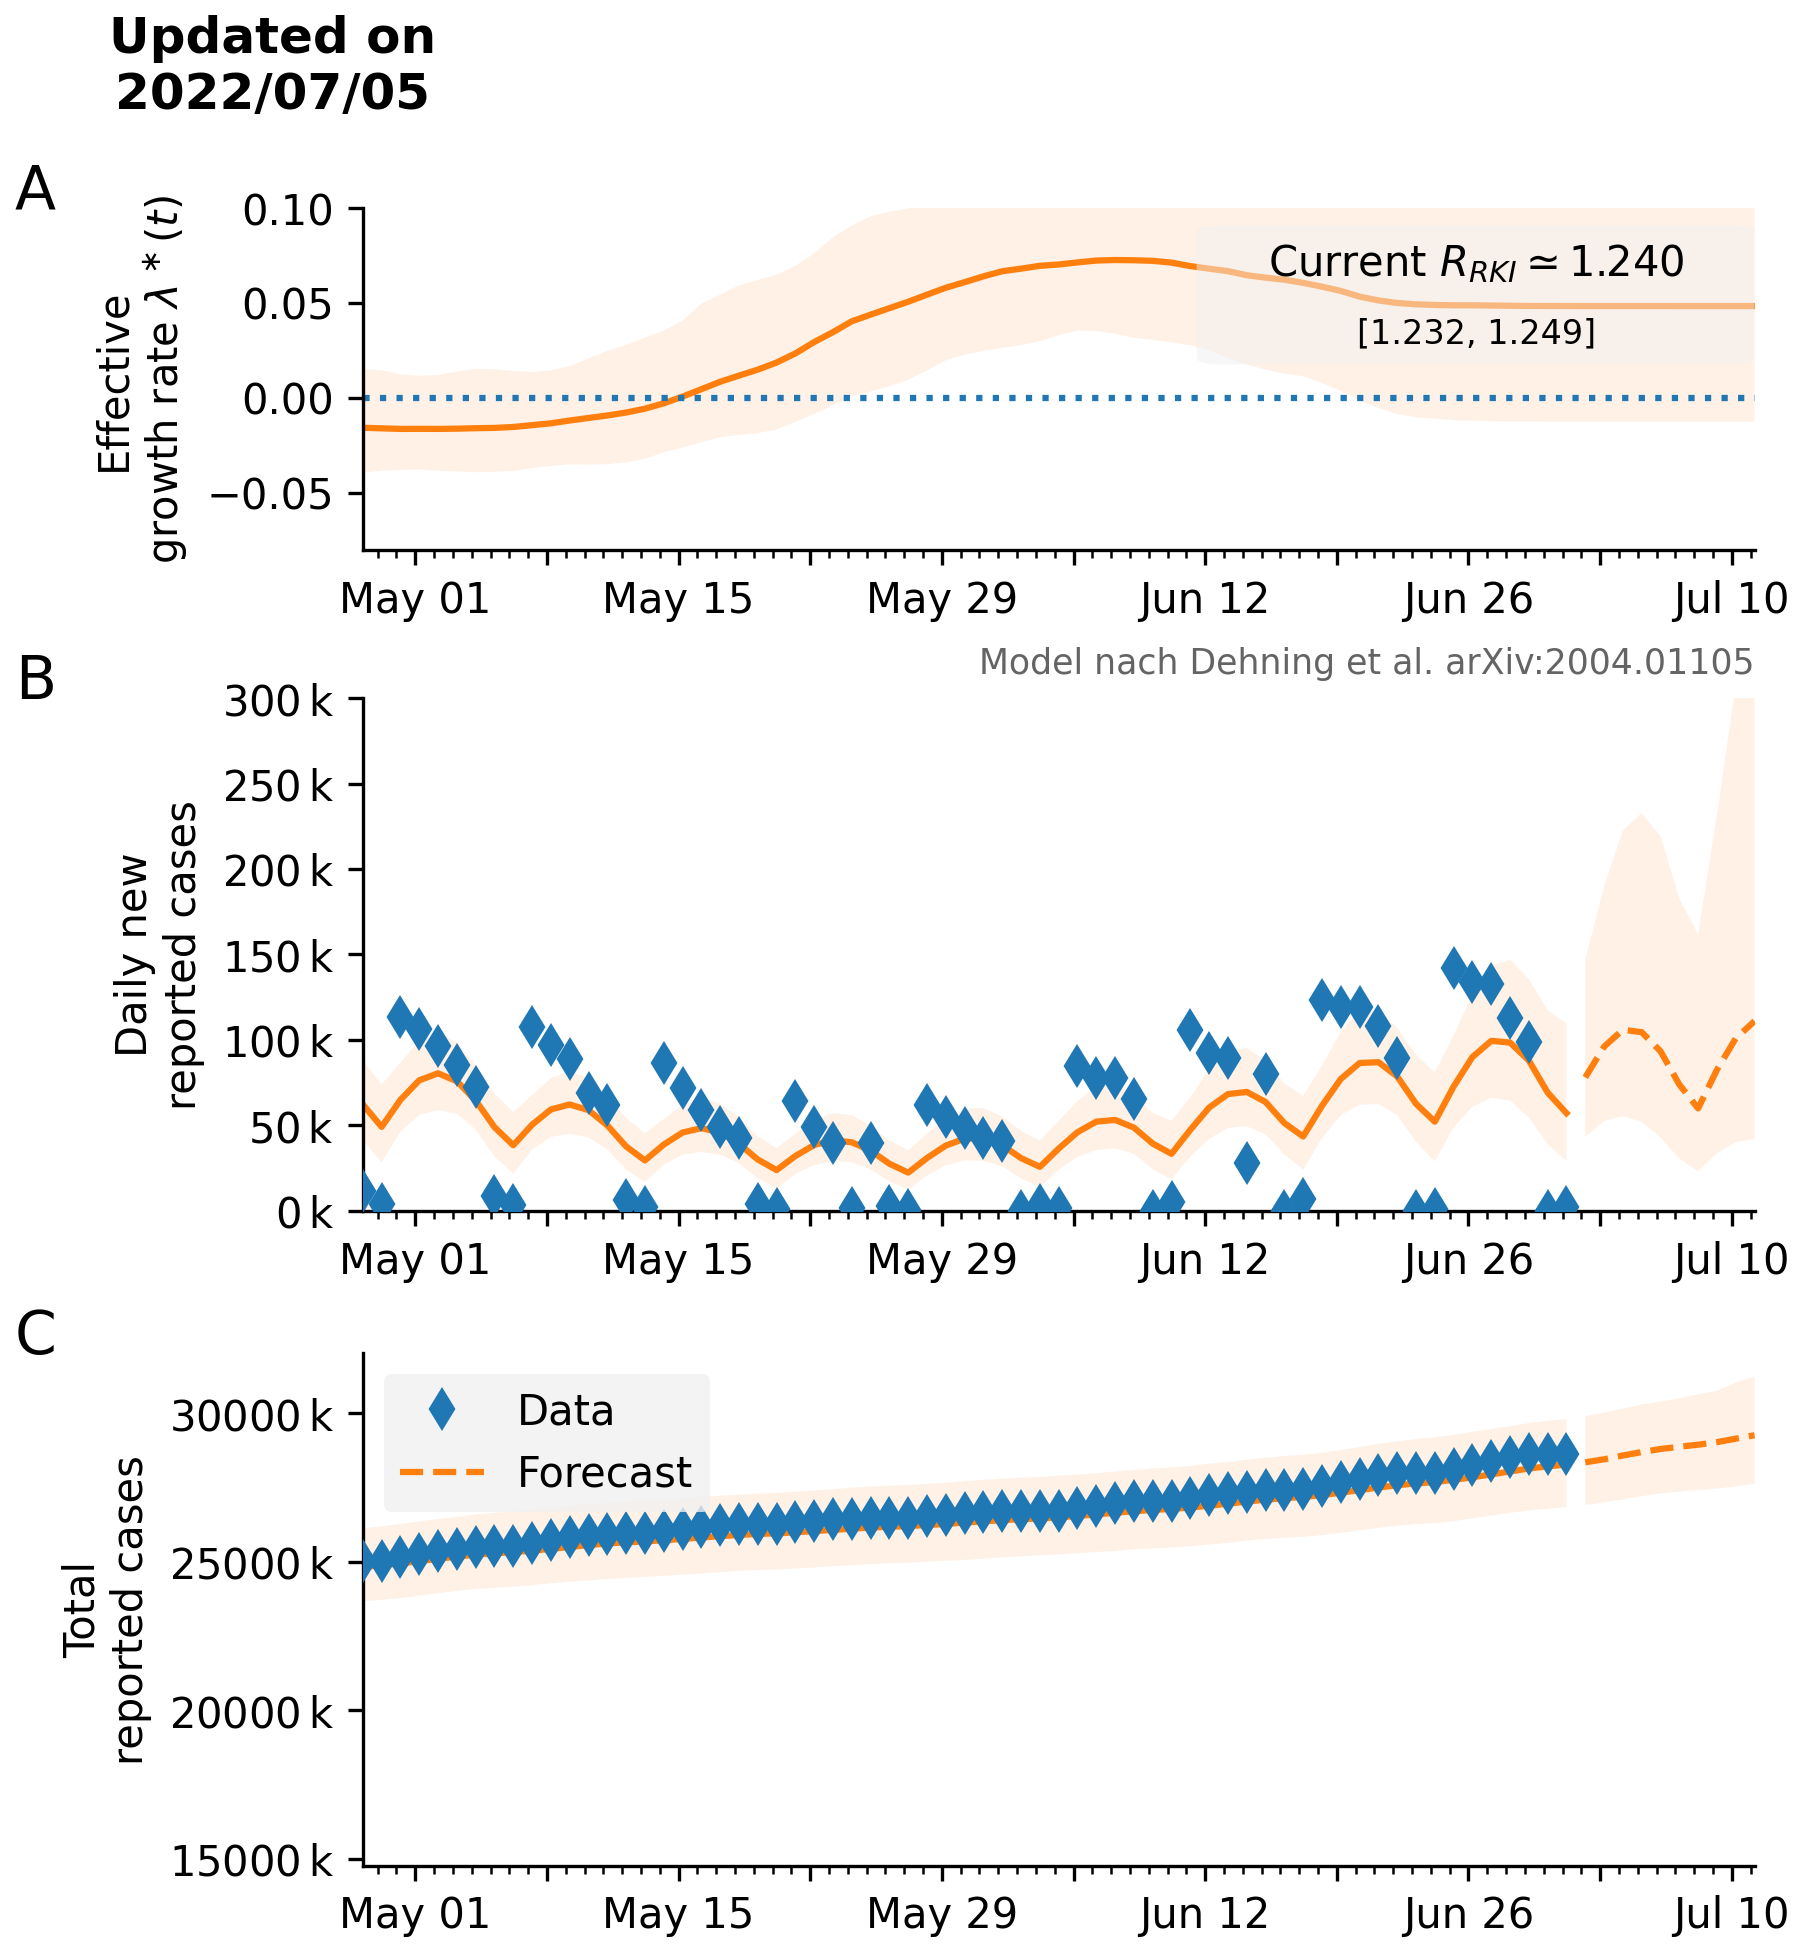 Updated on
2022/07/05
A
Effective
growth rate λ * (t)
0.10
0.05
0.00
−0.05
Current R_RKI ≃ 1.240
[1.232, 1.249]
May 01 May 15 May 29 Jun 12 Jun 26 Jul 10
Model nach Dehning et al. arXiv:2004.01105
B
Daily new
reported cases
300 k
250 k
200 k
150 k
100 k
50 k
0 k
May 01 May 15 May 29 Jun 12 Jun 26 Jul 10
C
Total
reported cases
30000 k
25000 k
20000 k
15000 k
Data
Forecast
May 01 May 15 May 29 Jun 12 Jun 26 Jul 10